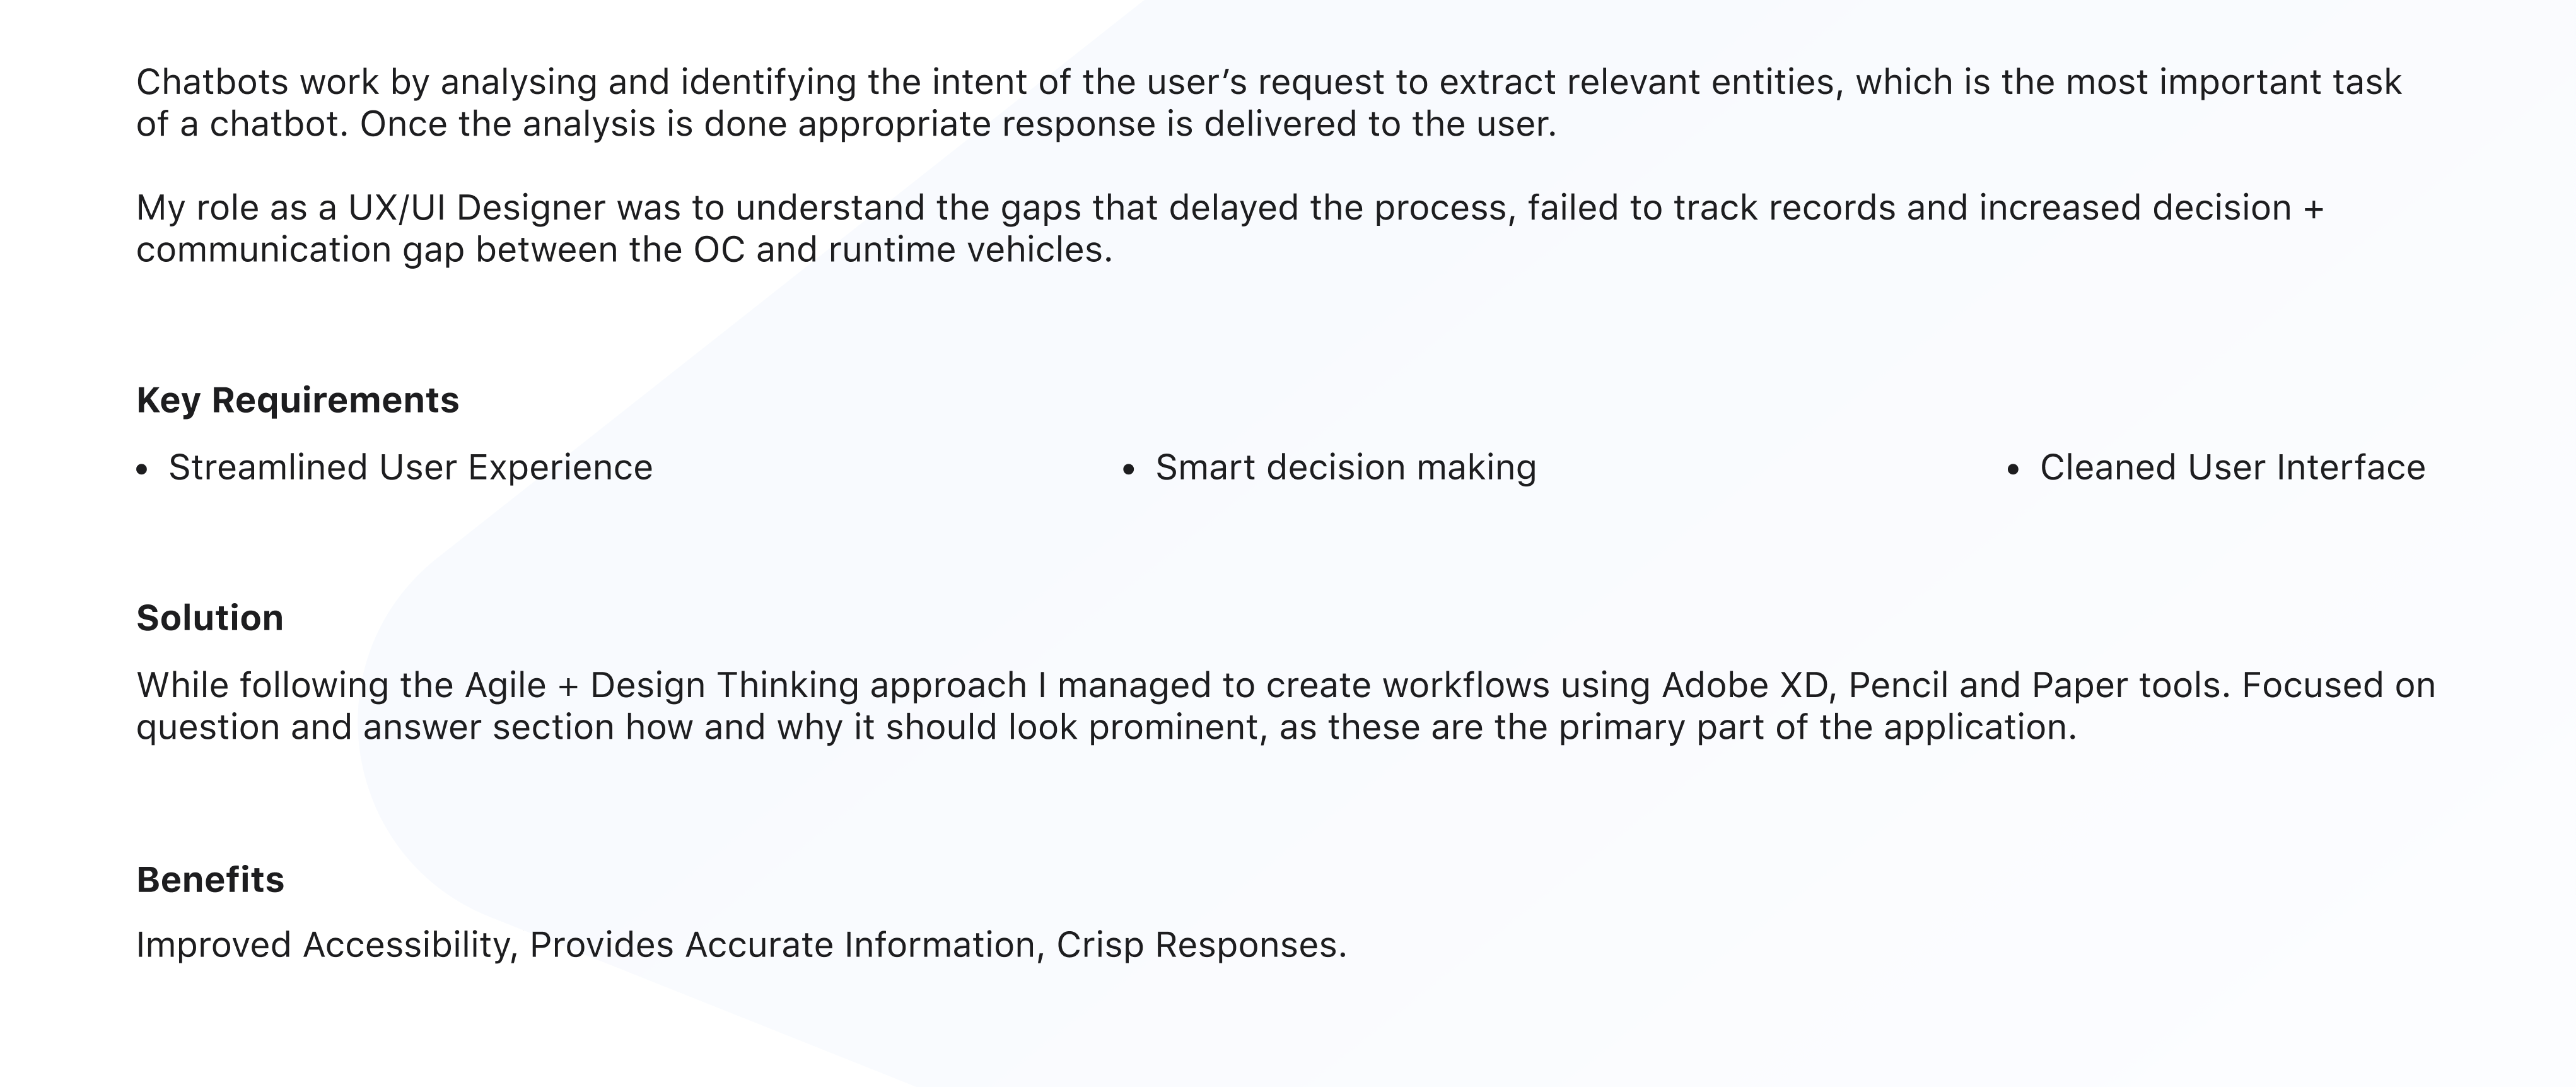 Chatbots work by analysing and identifying the intent of the user’s request to extract relevant entities, which is the most important task
of a chatbot. Once the analysis is done appropriate response is delivered to the user.
My role as a UX/UI Designer was to understand the gaps that delayed the process, failed to track records and increased decision +
communication gap between the OC and runtime vehicles.
Key Requirements
• Streamlined User Experience • Smart decision making • Cleaned User Interface
Solution
While following the Agile + Design Thinking approach I managed to create workflows using Adobe XD, Pencil and Paper tools. Focused on
question and answer section how and why it should look prominent, as these are the primary part of the application.
Benefits
Improved Accessibility, Provides Accurate Information, Crisp Responses.